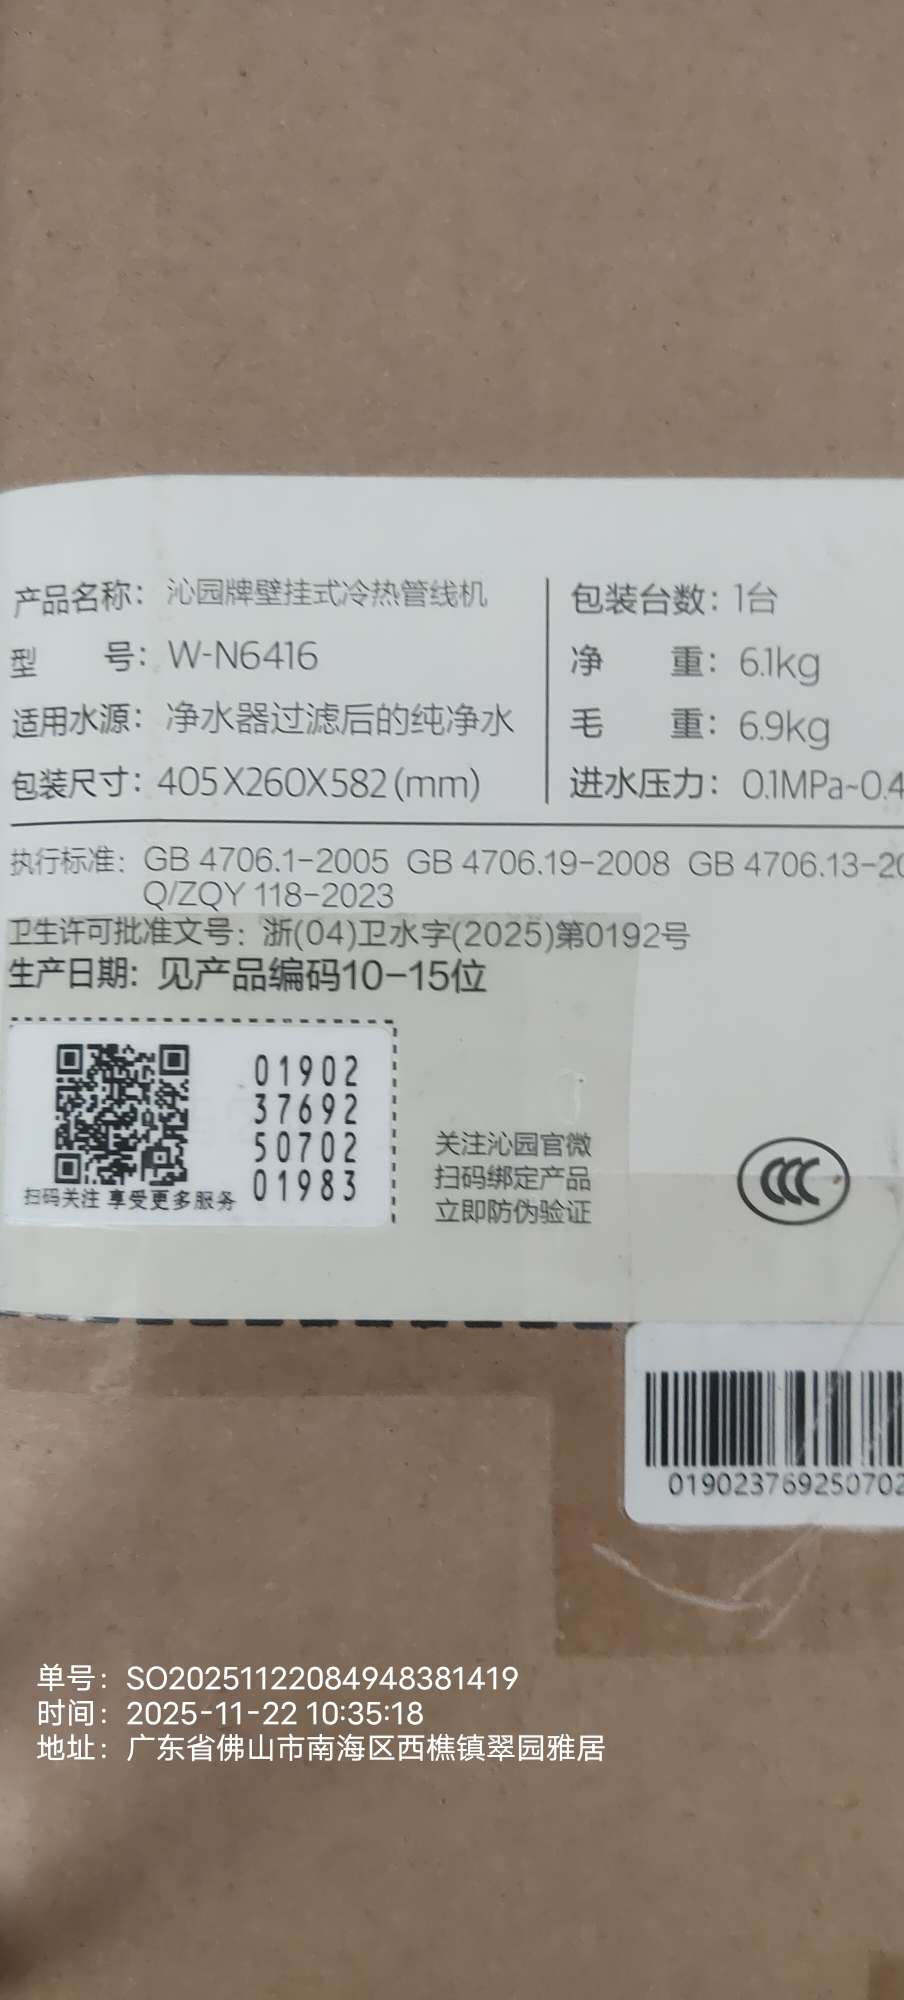 产品名称：沁园牌壁挂式冷热管线机
型　　号：W-N6416
适用水源：净水器过滤后的纯净水
包装尺寸：405X260X582(mm)
包装台数：1台
净　　重：6.1kg
毛　　重：6.9kg
进水压力：0.1MPa~0.4
执行标准：GB 4706.1-2005 GB 4706.19-2008 GB 4706.13-20
Q/ZQY 118-2023
卫生许可批准文号：浙(04)卫水字(2025)第0192号
生产日期：见产品编码10-15位
01902
37692
50702
01983
扫码关注 享受更多服务
关注沁园官微
扫码绑定产品
立即防伪验证
CCC
019023769250702
单号：SO20251122084948381419
时间：2025-11-22 10:35:18
地址：广东省佛山市南海区西樵镇翠园雅居